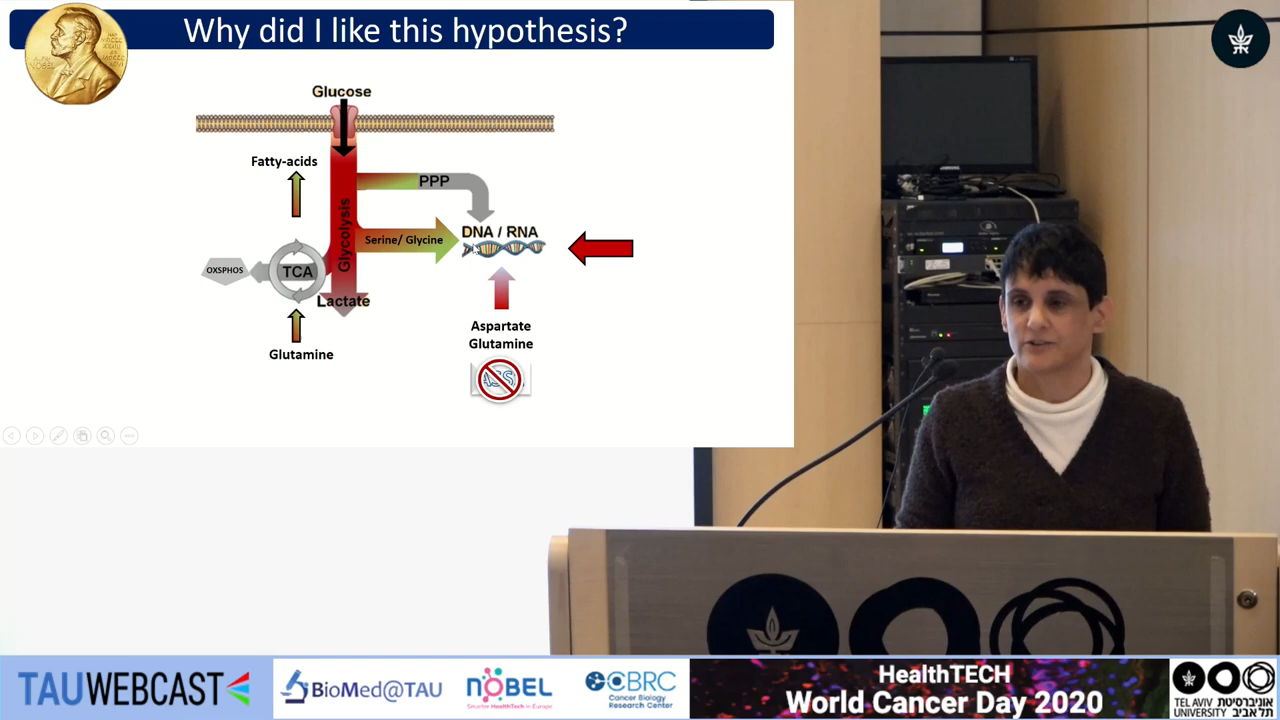 Why did I like this hypothesis?
Glucose
Fatty-acids
PPP
Glycolysis
Serine/ Glycine
DNA / RNA
OXSPHOS
TCA
Lactate
Glutamine
Aspartate
Glutamine
TAUWEBCAST
BioMed@TAU
NOBEL
CBRC
Cancer Biology
Research Center
HealthTECH
World Cancer Day 2020
TEL AVIV
UNIVERSITY
אוניברסיטת
תל אביב